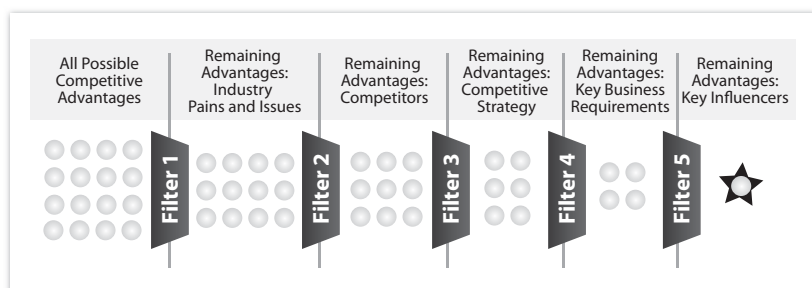 All Possible
Competitive
Advantages
Remaining
Advantages:
Industry
Pains and Issues
Remaining
Advantages:
Competitors
Remaining
Advantages:
Competitive
Strategy
Remaining
Advantages:
Key Business
Requirements
Remaining
Advantages:
Key Influencers
Filter 1
Filter 2
Filter 3
Filter 4
Filter 5